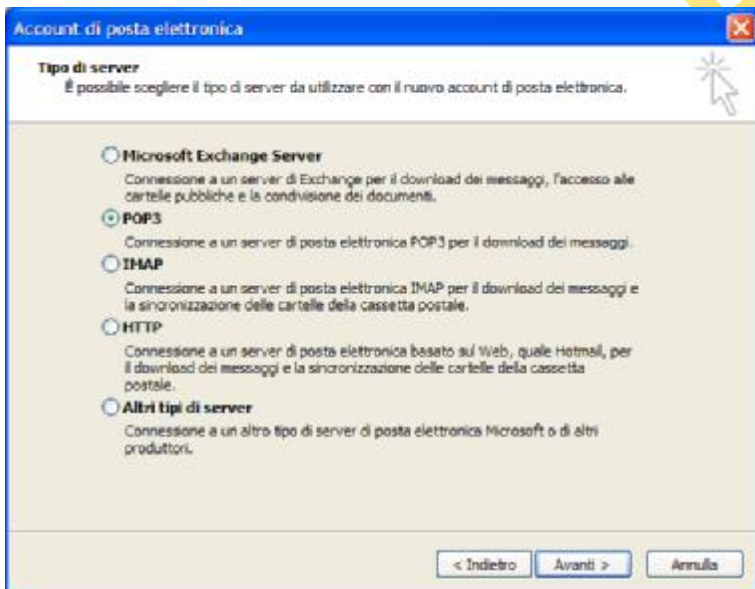 Account di posta elettronica
Tipo di server
È possibile scegliere il tipo di server da utilizzare con il nuovo account di posta elettronica.
Microsoft Exchange Server
Connessione a un server di Exchange per il download dei messaggi, l'accesso alle
cartelle pubbliche e la condivisione dei documenti.
POP3
Connessione a un server di posta elettronica POP3 per il download dei messaggi.
IMAP
Connessione a un server di posta elettronica IMAP per il download dei messaggi e
la sincronizzazione delle cartelle della cassetta postale.
HTTP
Connessione a un server di posta elettronica basato sul Web, quale Hotmail, per
il download dei messaggi e la sincronizzazione delle cartelle della cassetta
postale.
Altri tipi di server
Connessione a un altro tipo di server di posta elettronica Microsoft o di altri
produttori.
< Indietro Avanti > Annulla